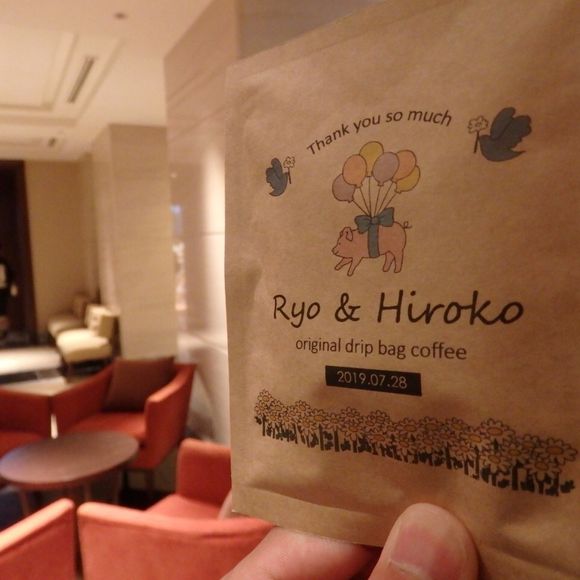 Thank you so much
Ryo & Hiroko
original drip bag coffee
2019.07.28